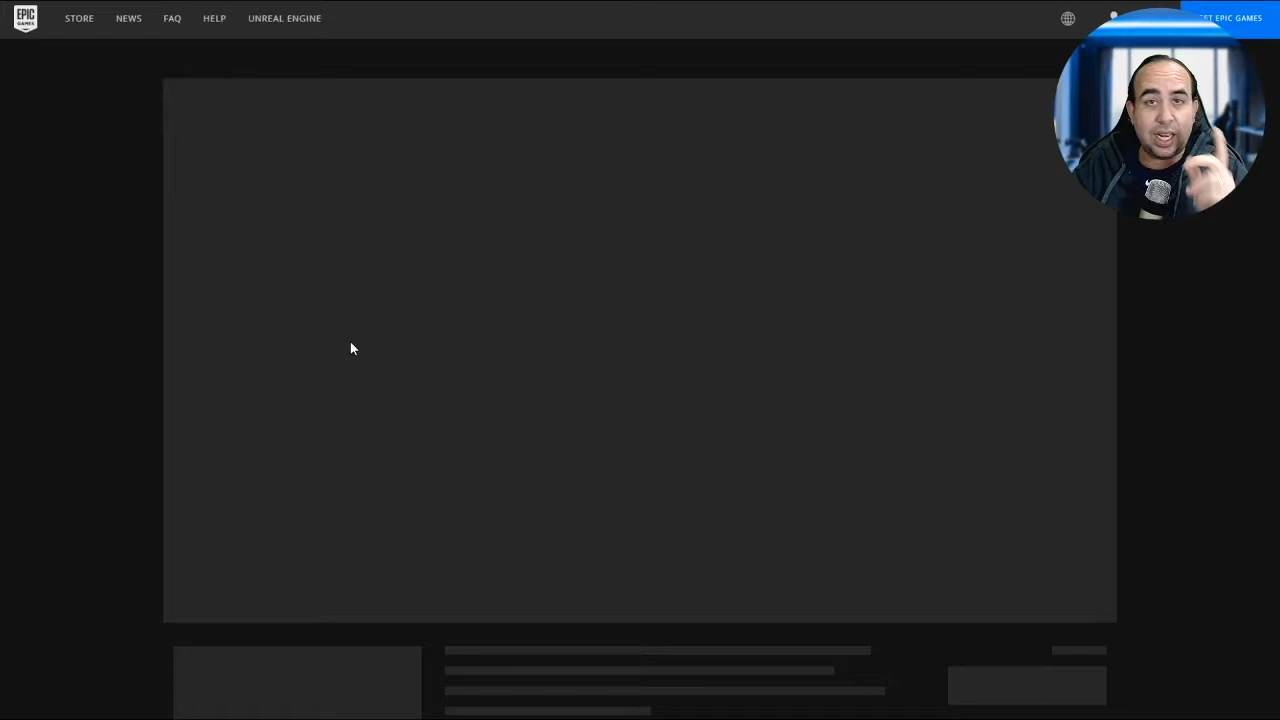 EPIC
GAMES
STORE
NEWS
FAQ
HELP
UNREAL ENGINE
EPIC GAMES